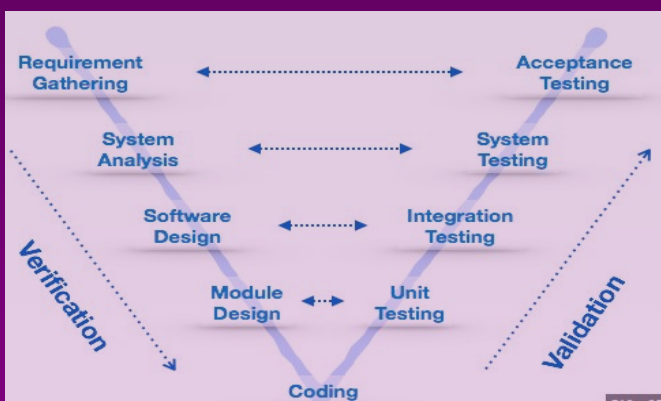 Requirement
Gathering
Acceptance
Testing
System
Analysis
System
Testing
Software
Design
Integration
Testing
Module
Design
Unit
Testing
Verification
Validation
Coding